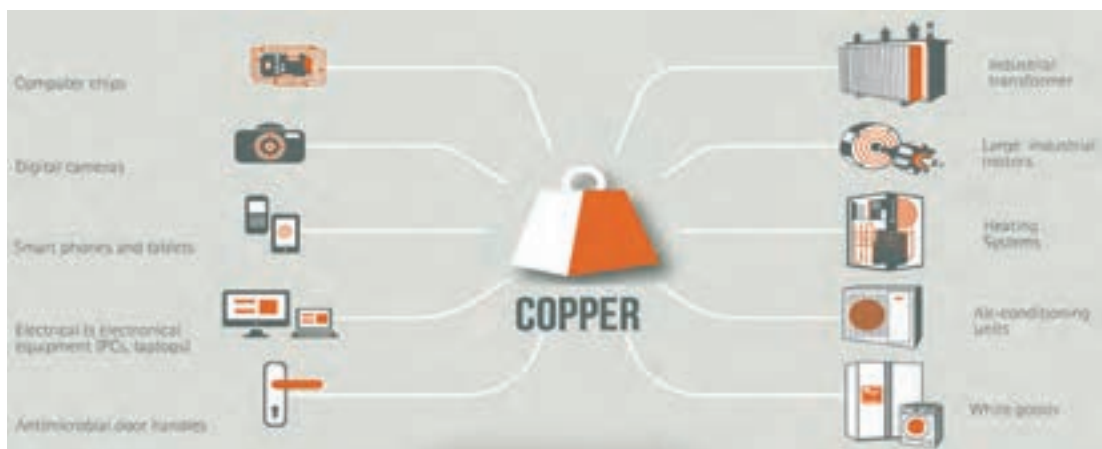 Computer chips
Digital cameras
Smart phones and tablets
Electrical & electronical
equipment (PCs, laptops)
Antimicrobial door handles
COPPER
Industrial
transformer
Large industrial
motors
Heating
Systems
Air-conditioning
units
White goods